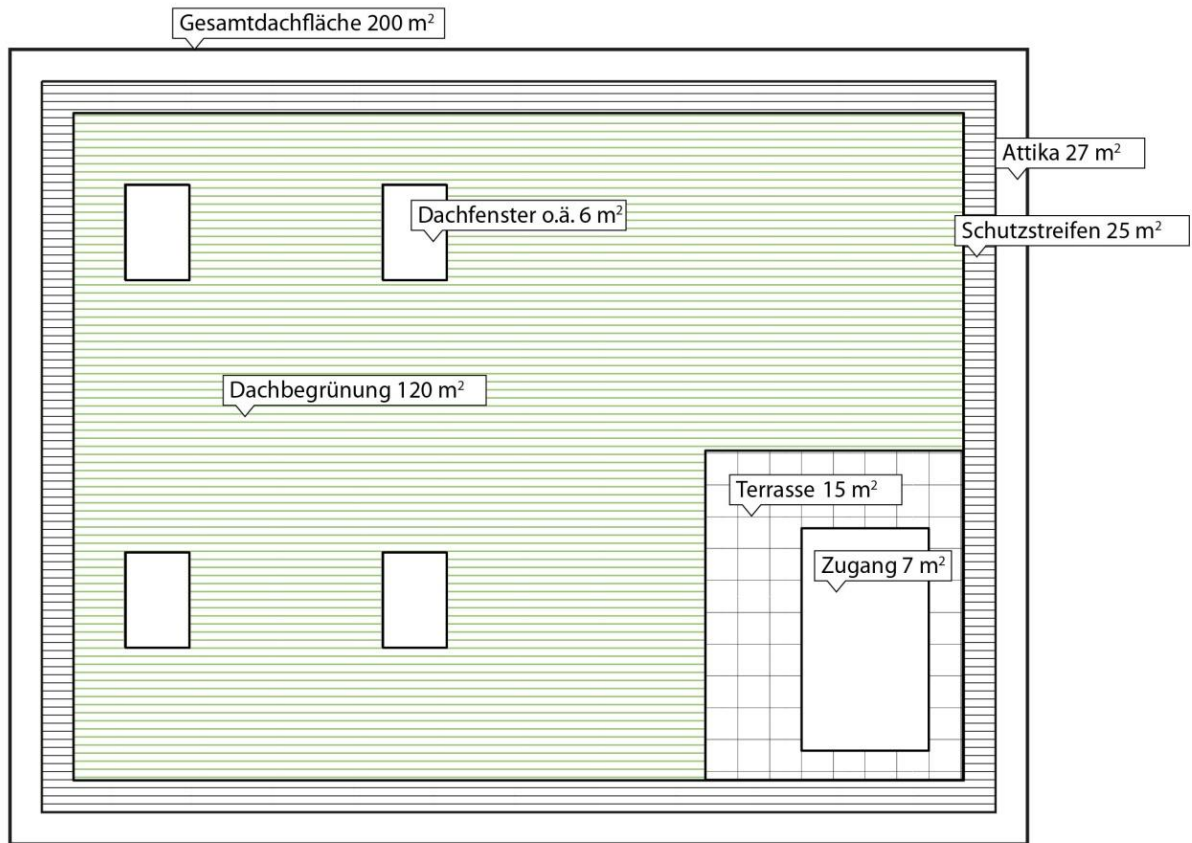 Gesamtdachfläche 200 m²
Attika 27 m²
Dachfenster o.ä. 6 m²
Schutzstreifen 25 m²
Dachbegrünung 120 m²
Terrasse 15 m²
Zugang 7 m²